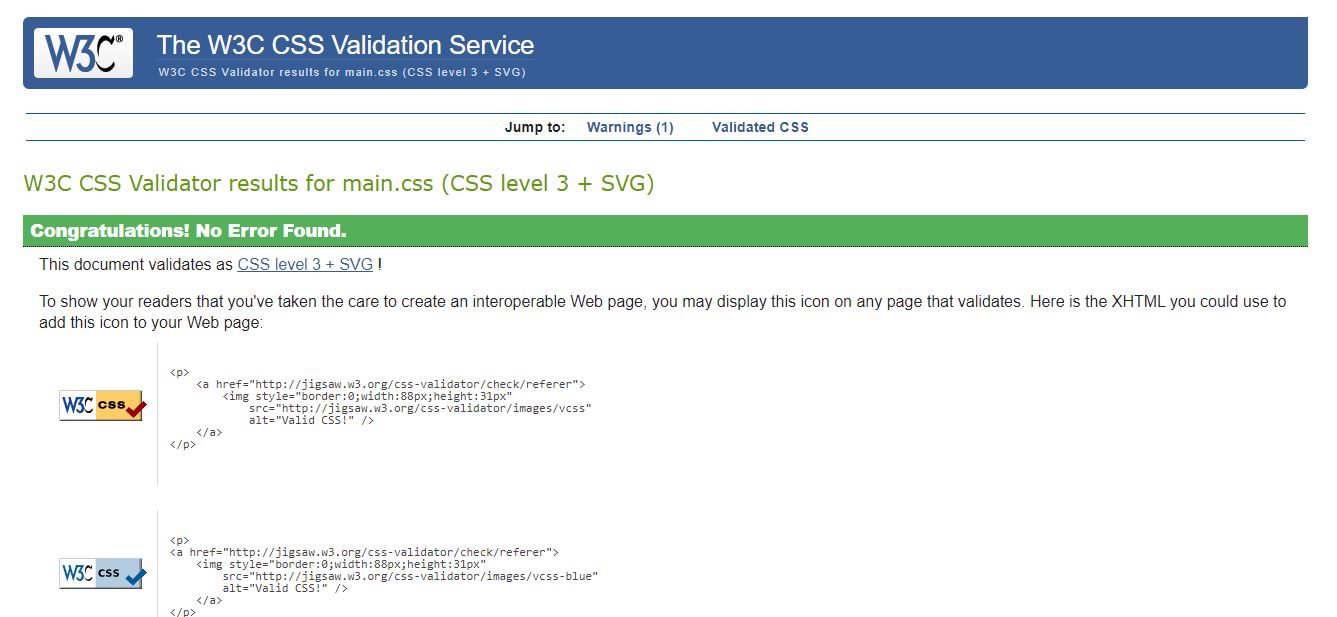 W3C®
The W3C CSS Validation Service
W3C CSS Validator results for main.css (CSS level 3 + SVG)
Jump to: Warnings (1) Validated CSS
W3C CSS Validator results for main.css (CSS level 3 + SVG)
Congratulations! No Error Found.
This document validates as CSS level 3 + SVG !
To show your readers that you've taken the care to create an interoperable Web page, you may display this icon on any page that validates. Here is the XHTML you could use to
add this icon to your Web page:
W3C css
<p>
<a href="http://jigsaw.w3.org/css-validator/check/referer">
<img style="border:0;width:88px;height:31px"
src="http://jigsaw.w3.org/css-validator/images/vcss"
alt="Valid CSS!" />
</a>
</p>
W3C css
<p>
<a href="http://jigsaw.w3.org/css-validator/check/referer">
<img style="border:0;width:88px;height:31px"
src="http://jigsaw.w3.org/css-validator/images/vcss-blue"
alt="Valid CSS!" />
</a>
</p>